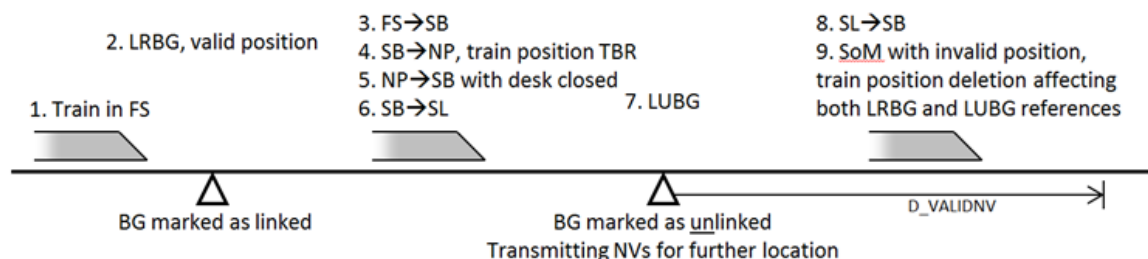 1. Train in FS
2. LRBG, valid position
3. FS→SB
4. SB→NP, train position TBR
5. NP→SB with desk closed
6. SB→SL
7. LUBG
8. SL→SB
9. SoM with invalid position,
train position deletion affecting
both LRBG and LUBG references
BG marked as linked
BG marked as unlinked
Transmitting NVs for further location
D_VALIDNV